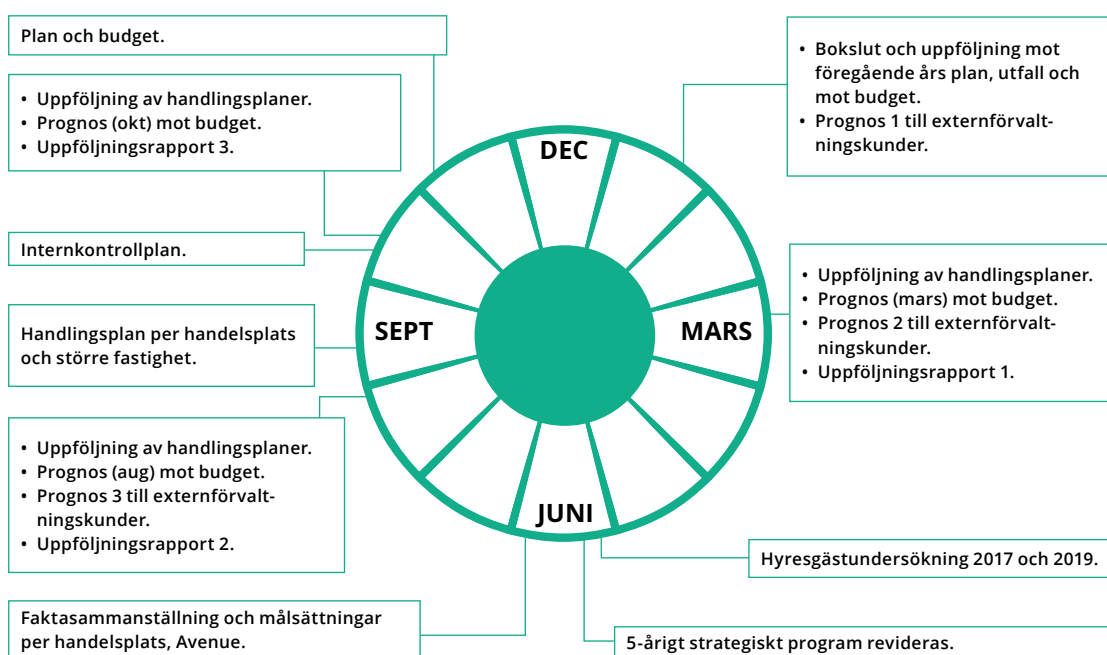 Plan och budget.
• Uppföljning av handlingsplaner.
• Prognos (okt) mot budget.
• Uppföljningsrapport 3.
Internkontrollplan.
Handlingsplan per handelsplats
och större fastighet.
• Uppföljning av handlingsplaner.
• Prognos (aug) mot budget.
• Prognos 3 till externförvalt-
ningskunder.
• Uppföljningsrapport 2.
Faktasammanställning och målsättningar
per handelsplats, Avenue.
DEC
SEPT
MARS
JUNI
• Bokslut och uppföljning mot
föregående års plan, utfall och
mot budget.
• Prognos 1 till externförvalt-
ningskunder.
• Uppföljning av handlingsplaner.
• Prognos (mars) mot budget.
• Prognos 2 till externförvalt-
ningskunder.
• Uppföljningsrapport 1.
Hyresgästundersökning 2017 och 2019.
5-årigt strategiskt program revideras.